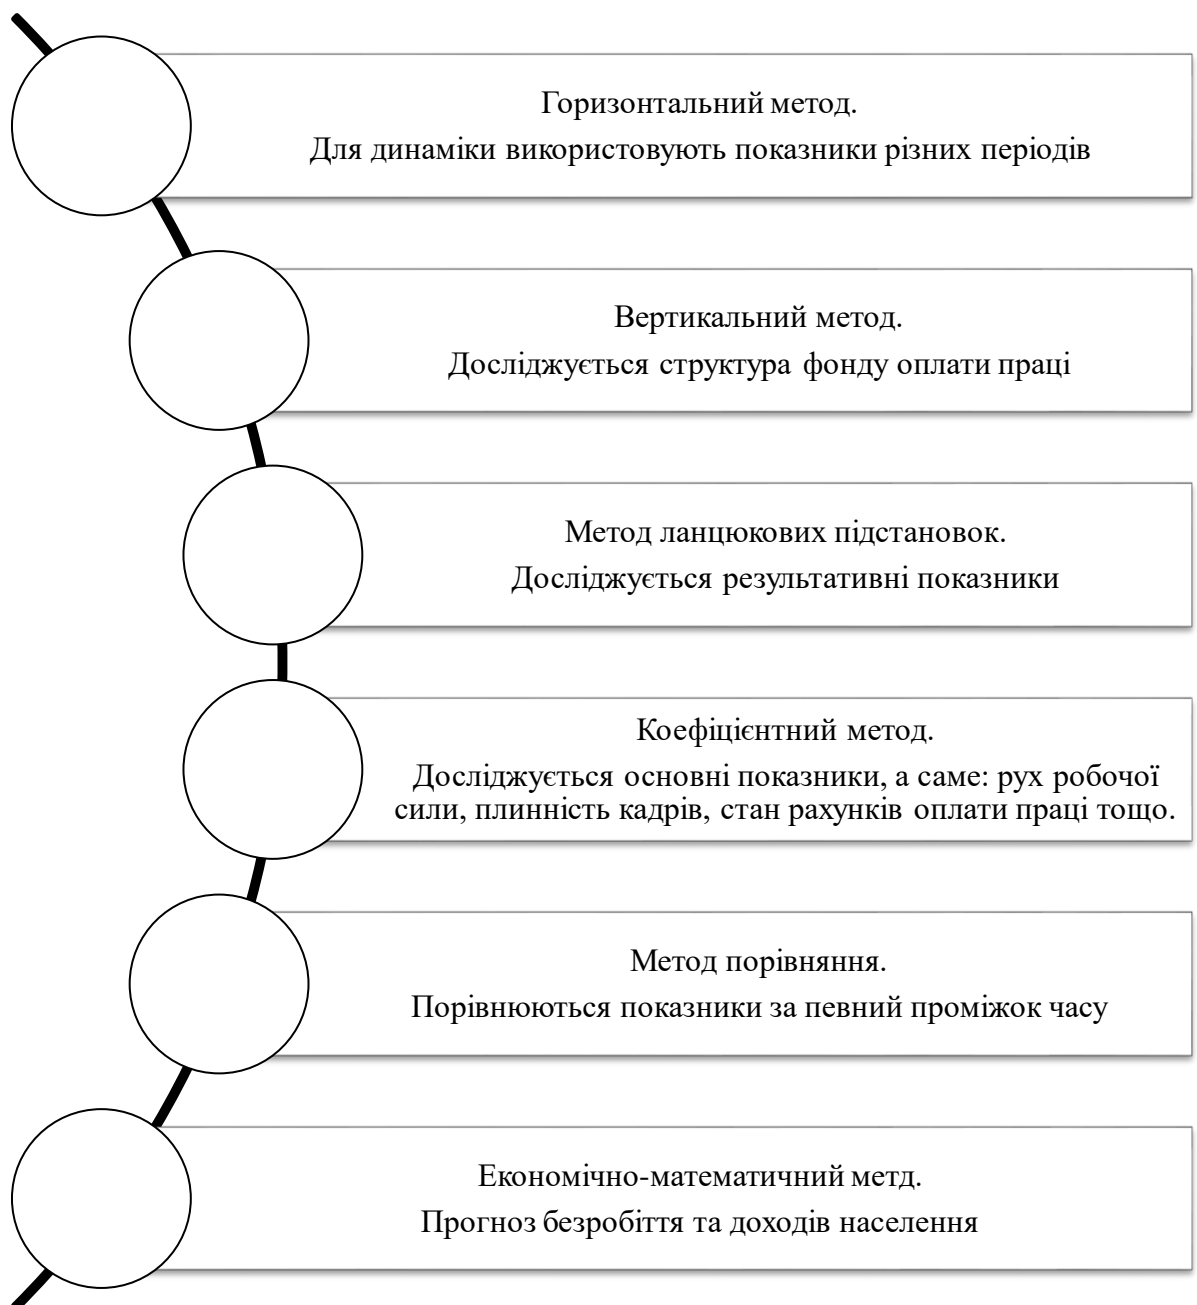 Горизонтальний метод.
Для динаміки використовують показники різних періодів
Вертикальний метод.
Досліджується структура фонду оплати праці
Метод ланцюкових підстановок.
Досліджується результативні показники
Коефіцієнтний метод.
Досліджується основні показники, а саме: рух робочої
сили, плинність кадрів, стан рахунків оплати праці тощо.
Метод порівняння.
Порівнюються показники за певний проміжок часу
Економічно-математичний метд.
Прогноз безробіття та доходів населення